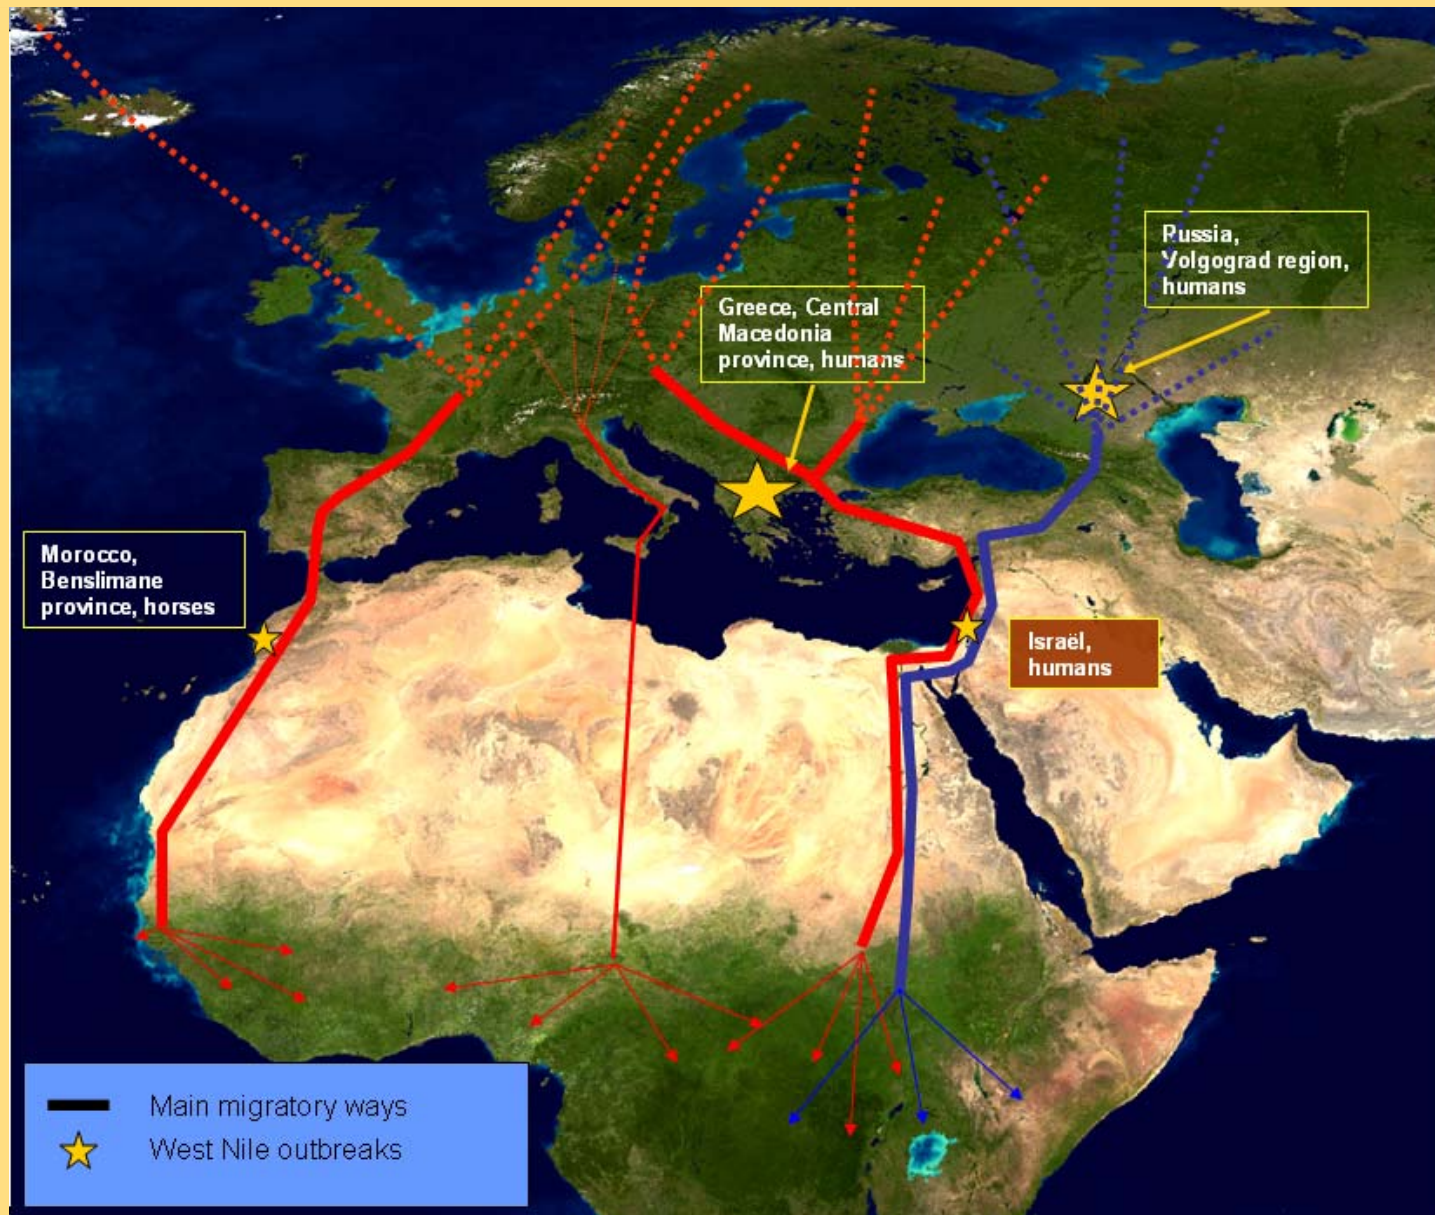 Russia,
Volgograd region,
humans
Greece, Central
Macedonia
province, humans
Morocco,
Benslimane
province, horses
Israël,
humans
Main migratory ways
West Nile outbreaks